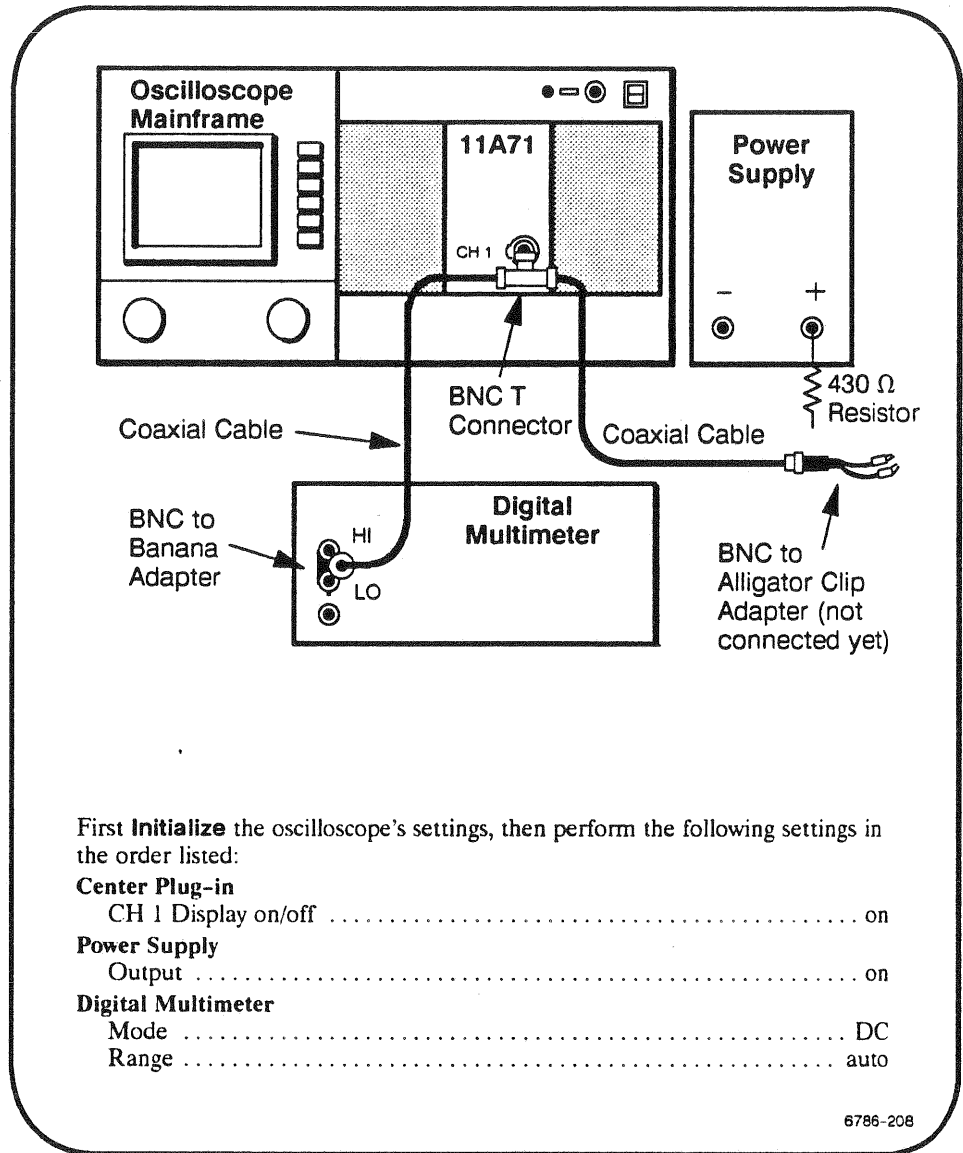 Oscilloscope
Mainframe
11A71
CH 1
Power
Supply
−
+
430 Ω
Resistor
BNC T
Connector
Coaxial Cable
Coaxial Cable
BNC to
Banana
Adapter
HI
LO
Digital
Multimeter
BNC to
Alligator Clip
Adapter (not
connected yet)
First Initialize the oscilloscope's settings, then perform the following settings in
the order listed:
Center Plug-in
CH 1 Display on/off ................................................ on
Power Supply
Output ............................................................ on
Digital Multimeter
Mode ............................................................. DC
Range ........................................................... auto
6786-208